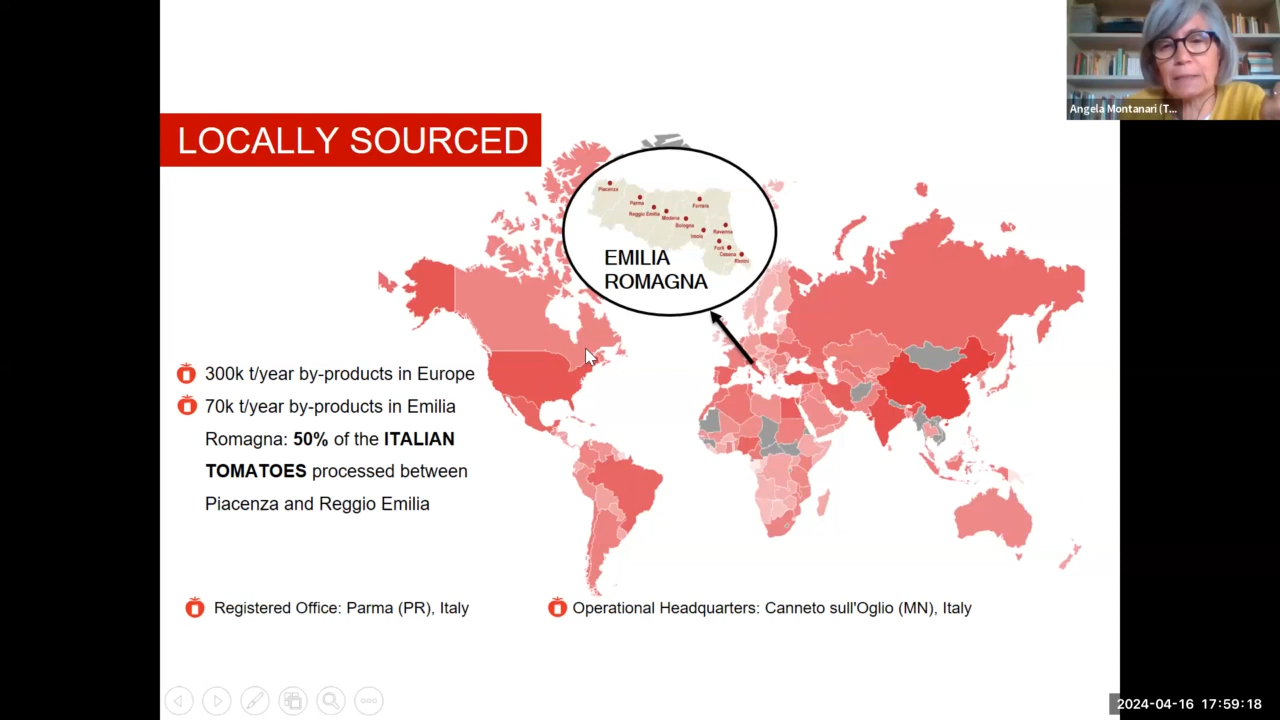 Angela Montanari (T...
LOCALLY SOURCED
Piacenza
Parma
Ferrara
Reggio Emilia
Modena
Bologna
Imola
Ravenna
Forlì
Cesena
Rimini
EMILIA
ROMAGNA
300k t/year by-products in Europe
70k t/year by-products in Emilia
Romagna: 50% of the ITALIAN
TOMATOES processed between
Piacenza and Reggio Emilia
Registered Office: Parma (PR), Italy
Operational Headquarters: Canneto sull'Oglio (MN), Italy
2024-04-16 17:59:18